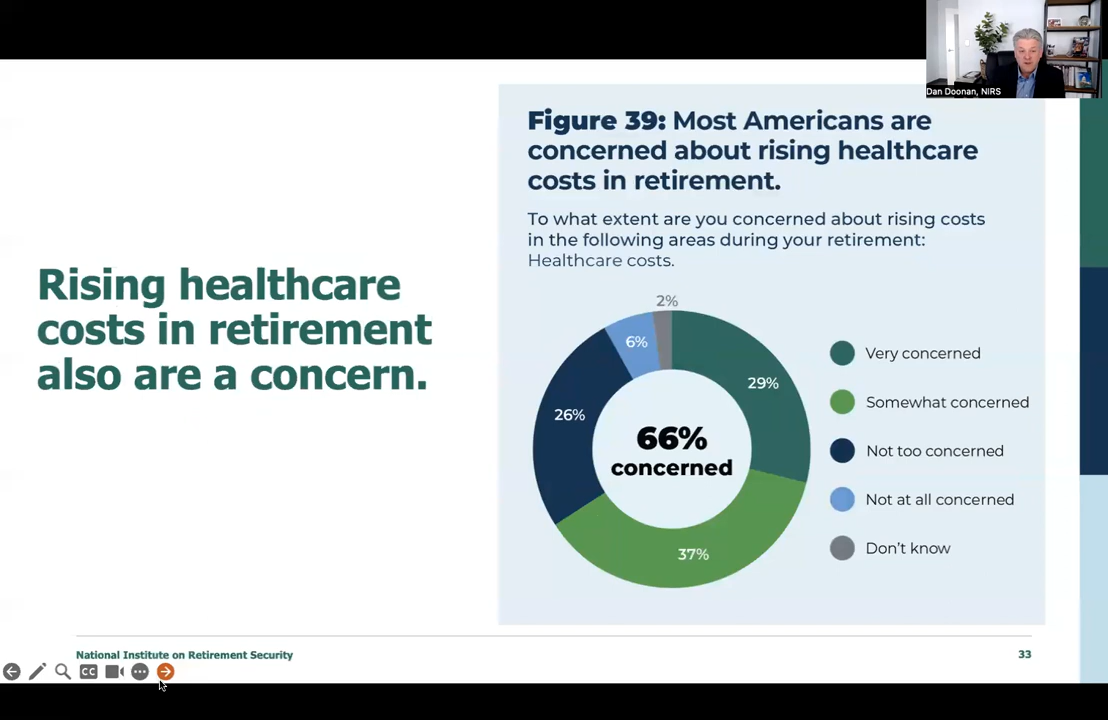 Dan Doonan, NIRS
Rising healthcare
costs in retirement
also are a concern.
Figure 39: Most Americans are
concerned about rising healthcare
costs in retirement.
To what extent are you concerned about rising costs
in the following areas during your retirement:
Healthcare costs.
2%
6%
29%
26%
37%
66%
concerned
Very concerned
Somewhat concerned
Not too concerned
Not at all concerned
Don't know
National Institute on Retirement Security
33
CC